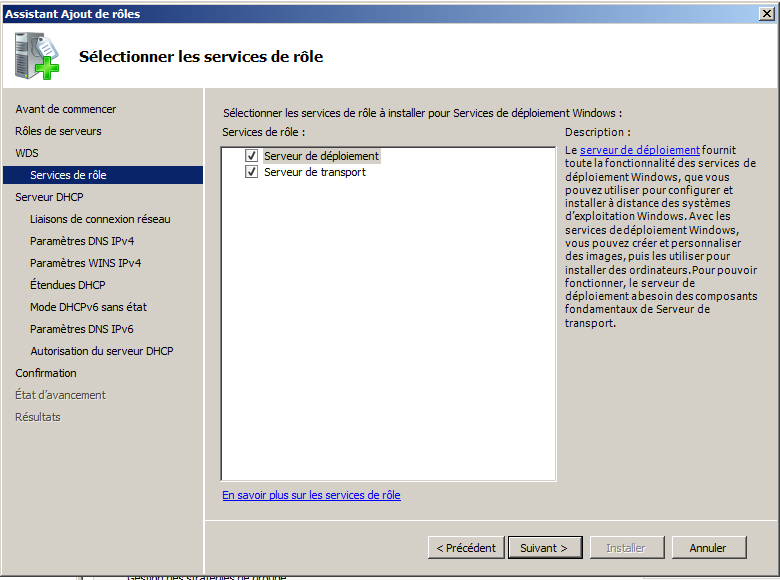 Assistant Ajout de rôles
Sélectionner les services de rôle
Avant de commencer
Rôles de serveurs
WDS
Services de rôle
Serveur DHCP
Liaisons de connexion réseau
Paramètres DNS IPv4
Paramètres WINS IPv4
Étendues DHCP
Mode DHCPv6 sans état
Paramètres DNS IPv6
Autorisation du serveur DHCP
Confirmation
État d'avancement
Résultats
Sélectionner les services de rôle à installer pour Services de déploiement Windows :
Services de rôle :
Serveur de déploiement
Serveur de transport
En savoir plus sur les services de rôle
Description :
Le serveur de déploiement fournit
toute la fonctionnalité des services de
déploiement Windows, que vous
pouvez utiliser pour configurer et
installer à distance des systèmes
d'exploitation Windows. Avec les
services de déploiement Windows,
vous pouvez créer et personnaliser
des images, puis les utiliser pour
installer des ordinateurs. Pour pouvoir
fonctionner, le serveur de
déploiement a besoin des composants
fondamentaux de Serveur de
transport.
< Précédent
Suivant >
Installer
Annuler
Gestion des stratégies de groupe